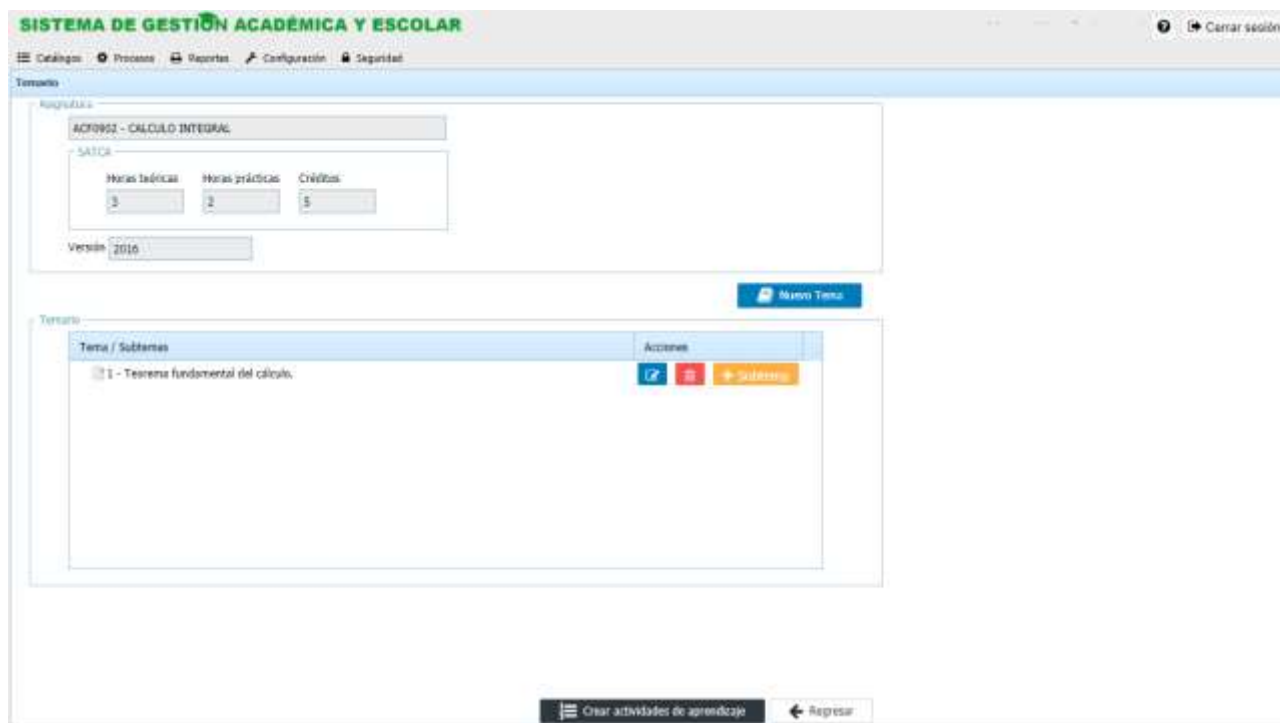 SISTEMA DE GESTIÓN ACADÉMICA Y ESCOLAR
Cerrar sesión
Catálogos Procesos Reportes Configuración Seguridad
Temario
Asignatura
ACF0902 - CALCULO INTEGRAL
SATCA
Horas teóricas Horas prácticas Créditos
3 2 5
Versión 2016
Nuevo Tema
Temario
Tema / Subtemas Acciones
1 - Teorema fundamental del cálculo.
+ Subtema
Crear actividades de aprendizaje Regresar